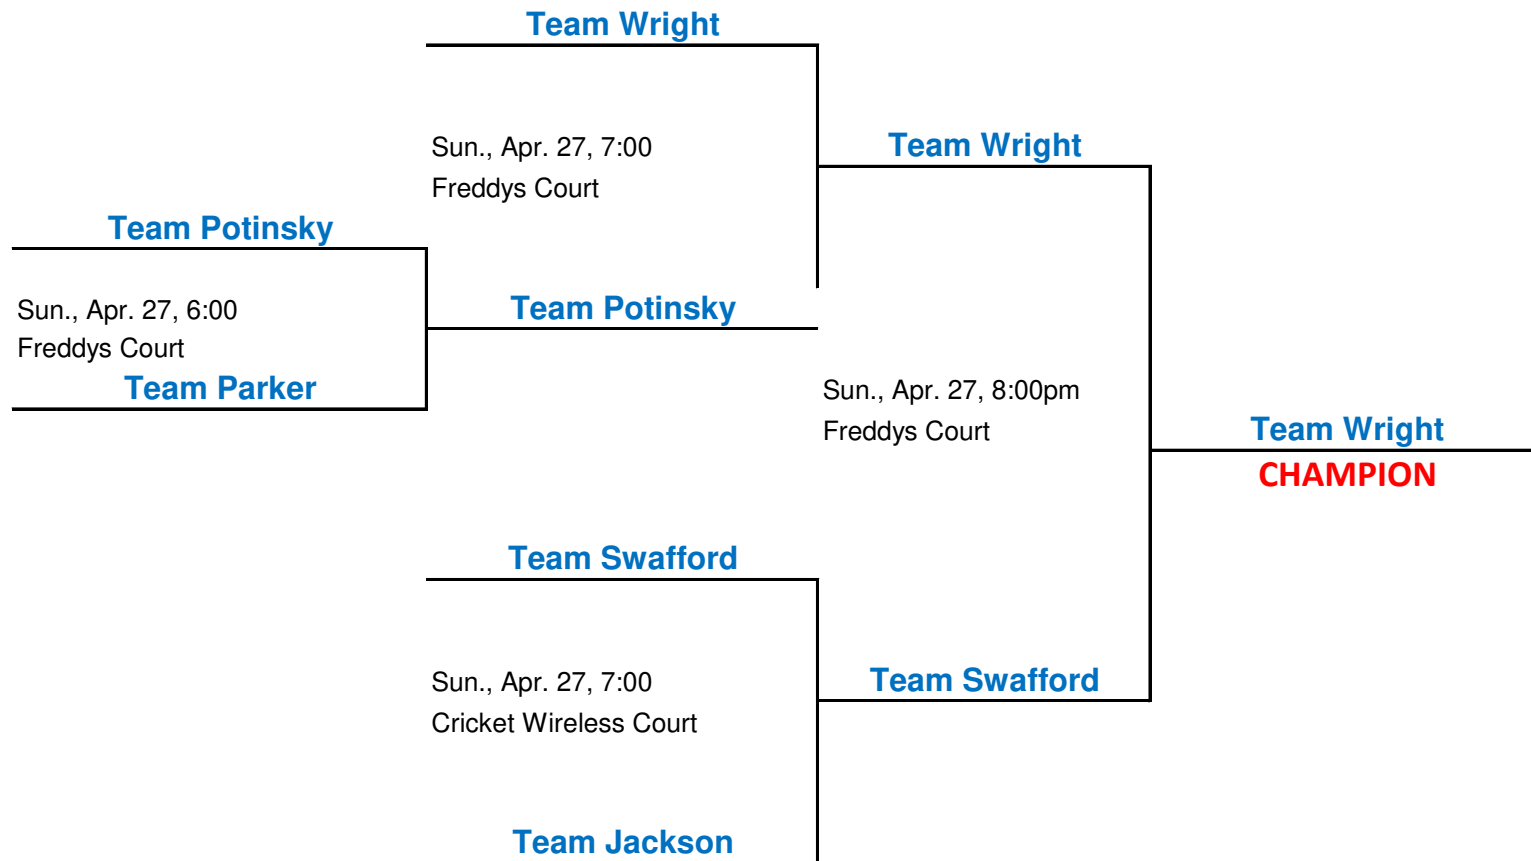 Team Wright
Sun., Apr. 27, 7:00
Freddys Court
Team Wright
Team Potinsky
Sun., Apr. 27, 6:00
Freddys Court
Team Potinsky
Team Parker
Sun., Apr. 27, 8:00pm
Freddys Court
Team Wright
CHAMPION
Team Swafford
Sun., Apr. 27, 7:00
Cricket Wireless Court
Team Swafford
Team Jackson